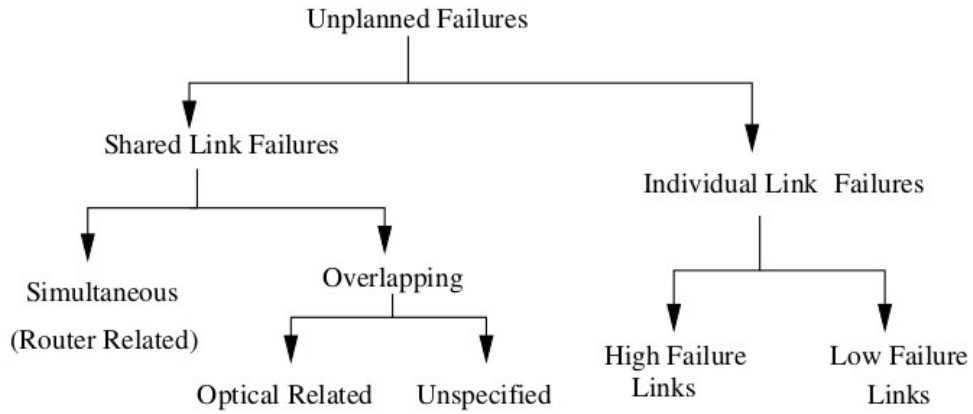 Unplanned Failures
Shared Link Failures
Individual Link Failures
Simultaneous
(Router Related)
Overlapping
Optical Related
Unspecified
High Failure
Links
Low Failure
Links